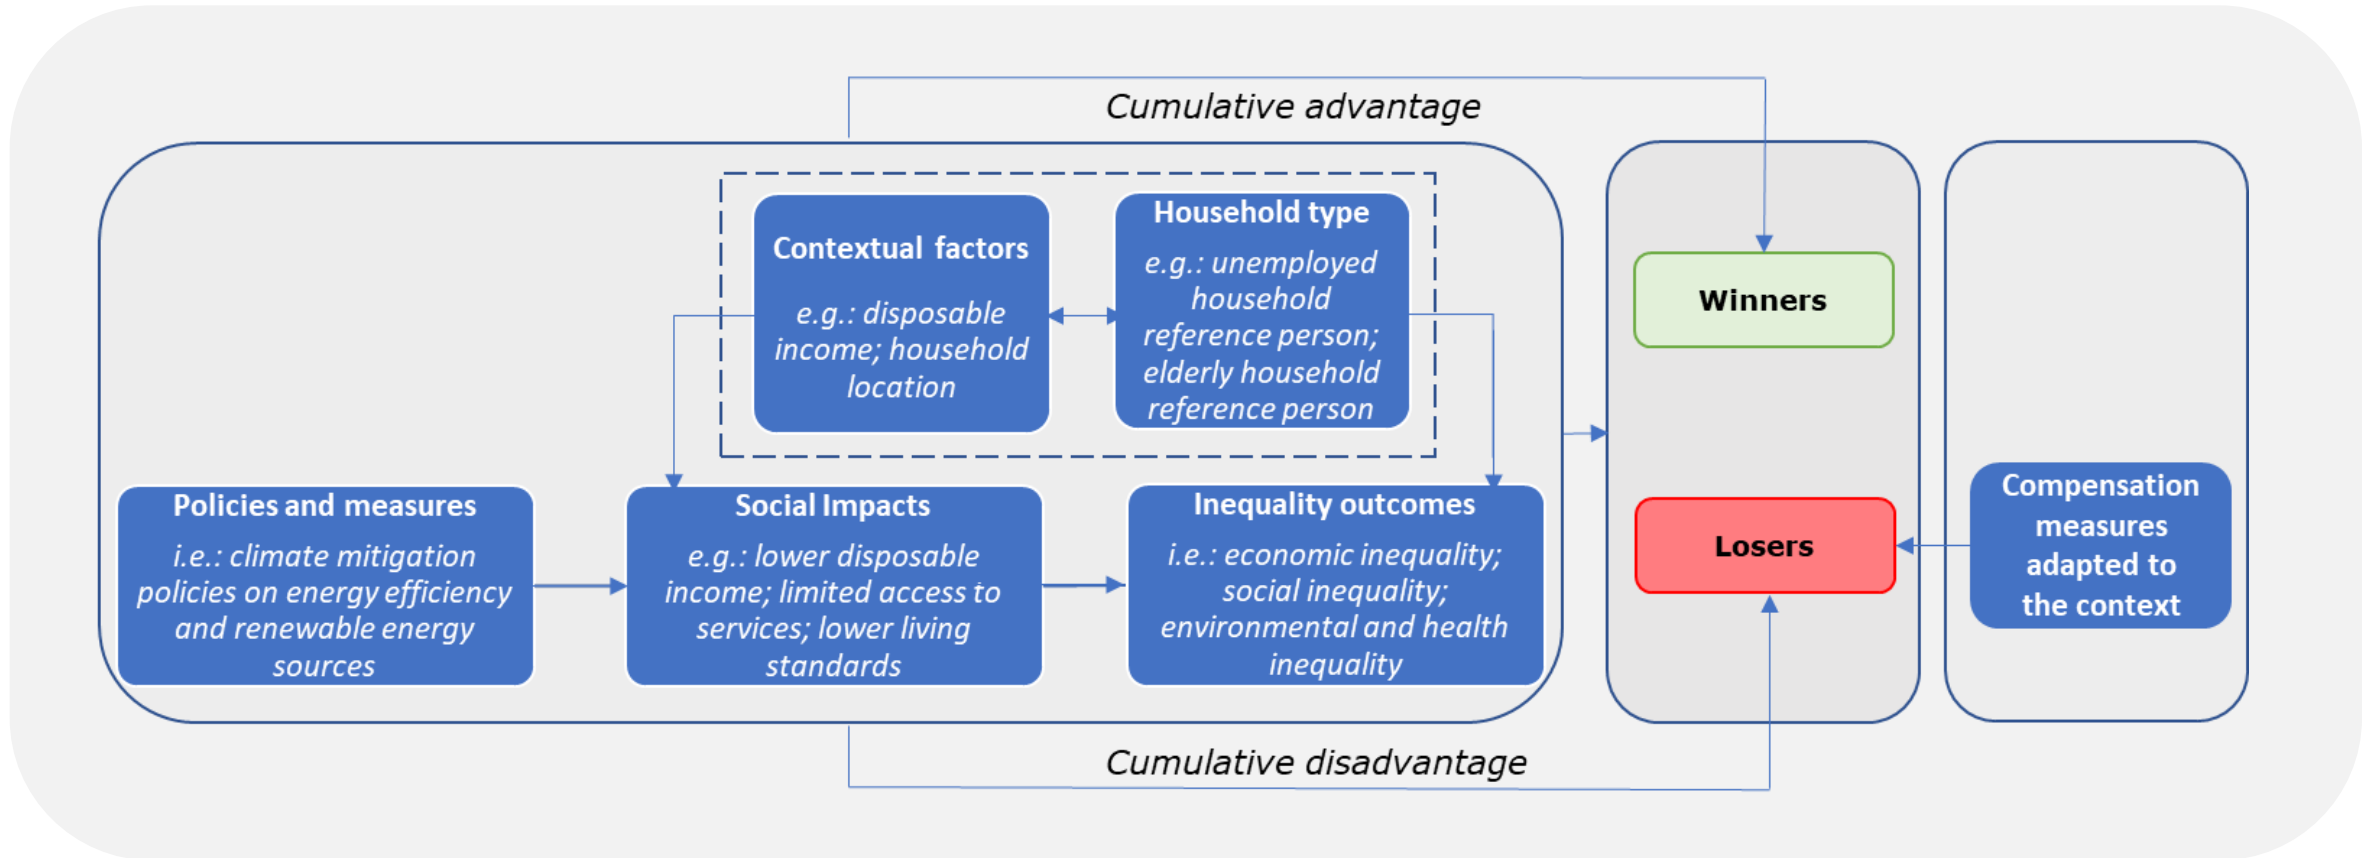 Cumulative advantage
Contextual factors
e.g.: disposable
income; household
location
Household type
e.g.: unemployed
household
reference person;
elderly household
reference person
Policies and measures
i.e.: climate mitigation
policies on energy efficiency
and renewable energy
sources
Social Impacts
e.g.: lower disposable
income; limited access to
services; lower living
standards
Inequality outcomes
i.e.: economic inequality;
social inequality;
environmental and health
inequality
Winners
Losers
Compensation
measures
adapted to
the context
Cumulative disadvantage